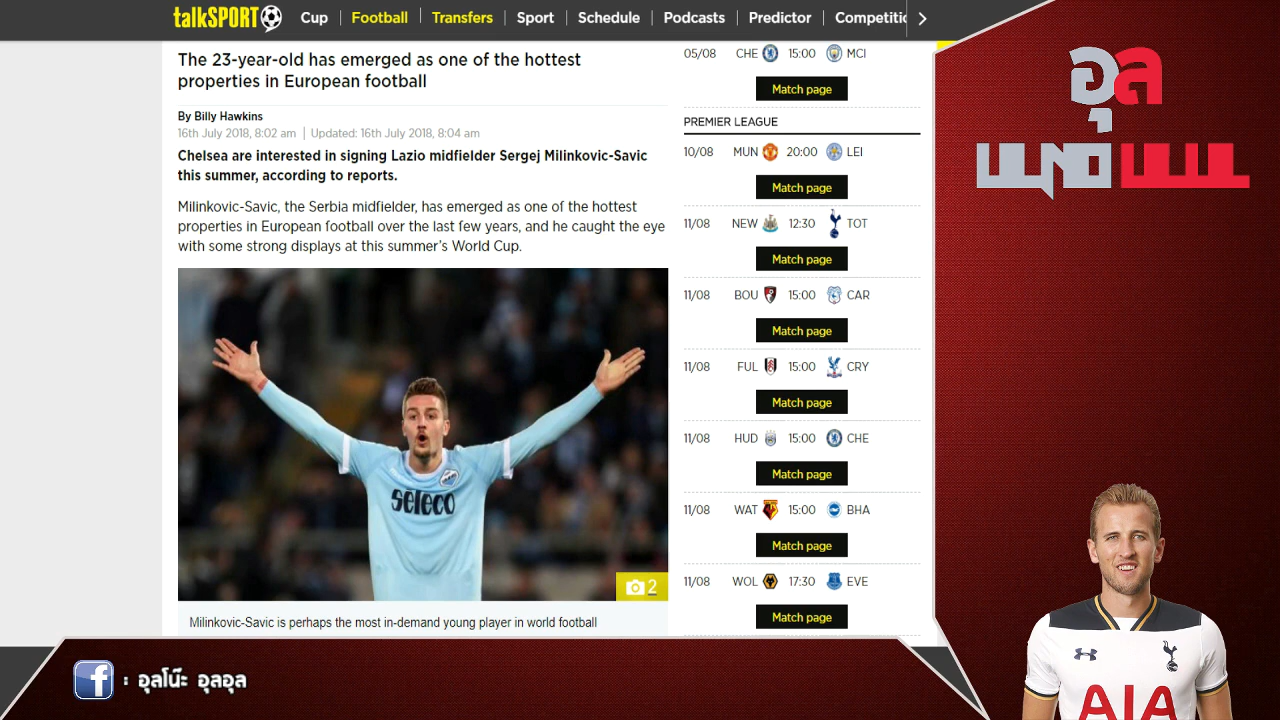 talkSPORT Cup Football Transfers Sport Schedule Podcasts Predictor
The 23-year-old has emerged as one of the hottest
properties in European football
By Billy Hawkins
16th July 2018, 8:02 am Updated: 16th July 2018, 8:04 am
Chelsea are interested in signing Lazio midfielder Sergej Milinkovic-Savic
this summer, according to reports.
Milinkovic-Savic, the Serbia midfielder, has emerged as one of the hottest
properties in European football over the last few years, and he caught the eye
with some strong displays at this summer's World Cup.
seleco
2
Milinkovic-Savic is perhaps the most in-demand young player in world football
05/08 CHE 15:00 MCI
Match page
PREMIER LEAGUE
10/08 MUN 20:00 LEI
Match page
11/08 NEW 12:30 TOT
Match page
11/08 BOU 15:00 CAR
Match page
11/08 FUL 15:00 CRY
Match page
11/08 HUD 15:00 CHE
Match page
11/08 WAT 15:00 BHA
Match page
11/08 WOL 17:30 EVE
Match page
อุล
AIA
f : อุลโน๊ะ อุลอุล